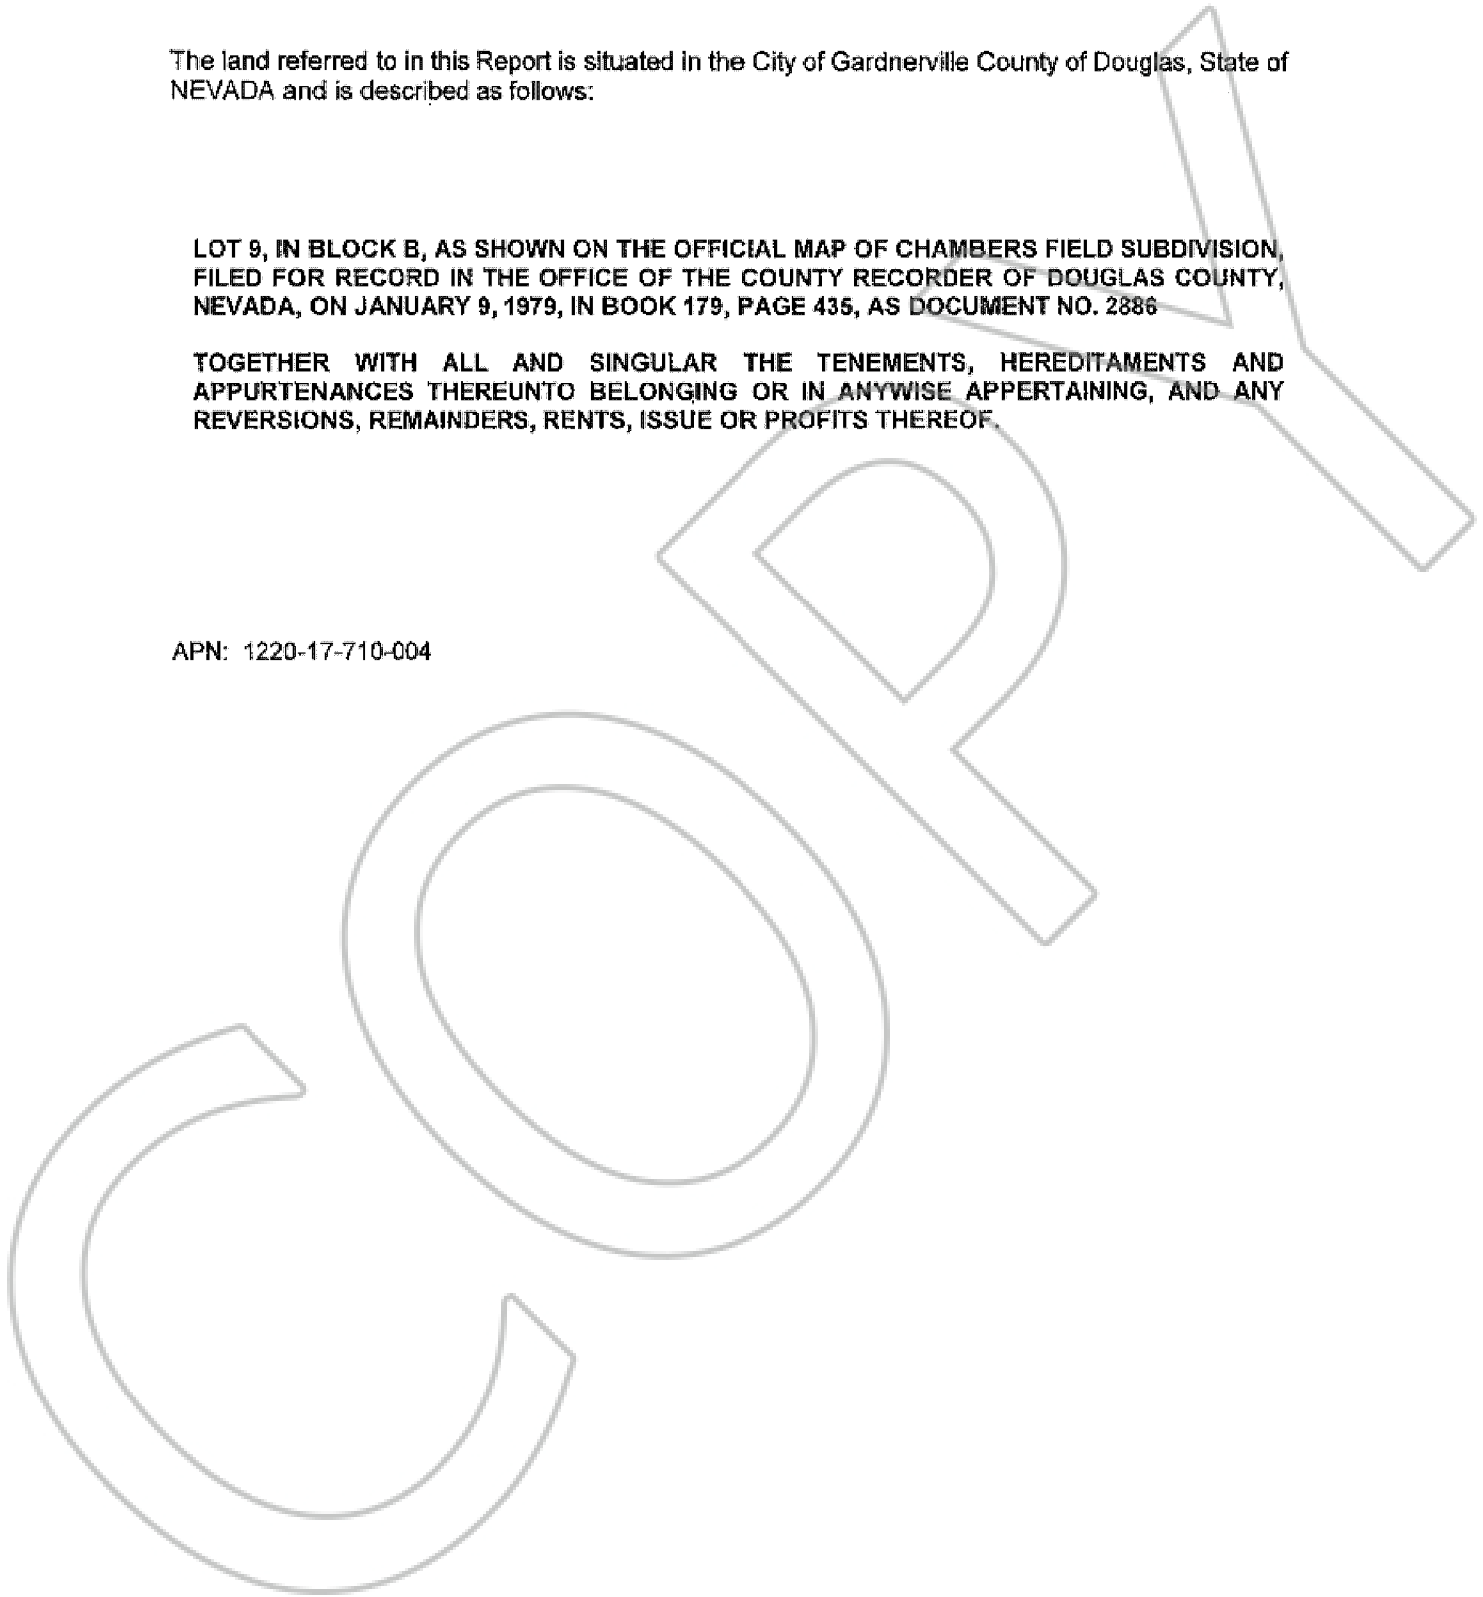 The land referred to in this Report is situated in the City of Gardnerville County of Douglas, State of
NEVADA and is described as follows:
LOT 9, IN BLOCK B, AS SHOWN ON THE OFFICIAL MAP OF CHAMBERS FIELD SUBDIVISION,
FILED FOR RECORD IN THE OFFICE OF THE COUNTY RECORDER OF DOUGLAS COUNTY,
NEVADA, ON JANUARY 9, 1979, IN BOOK 179, PAGE 435, AS DOCUMENT NO. 2886
TOGETHER WITH ALL AND SINGULAR THE TENEMENTS, HEREDITAMENTS AND
APPURTENANCES THEREUNTO BELONGING OR IN ANYWISE APPERTAINING, AND ANY
REVERSIONS, REMAINDERS, RENTS, ISSUE OR PROFITS THEREOF.
APN: 1220-17-710-004
COPY